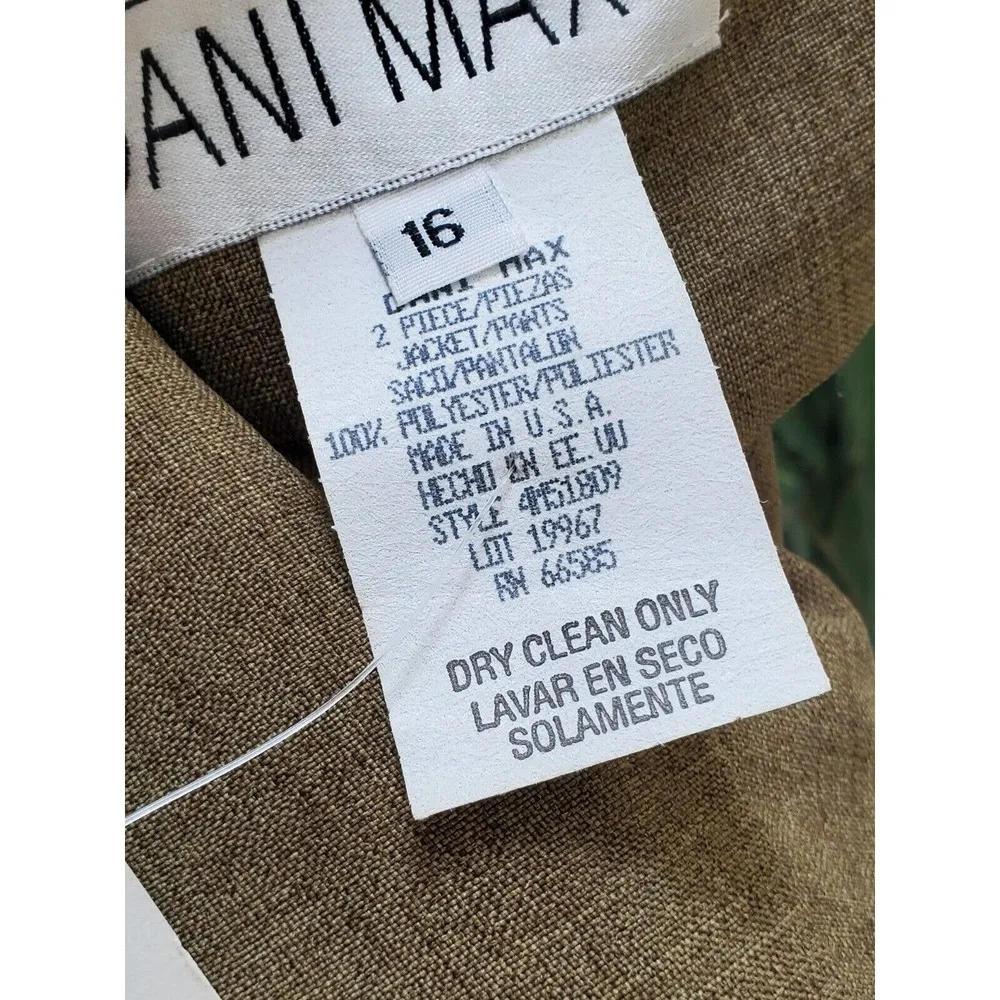 DANI MAX
16
DANI MAX
2 PIECE/PIEZAS
JACKET/PANTS
SACO/PANTALON
100% POLYESTER/POLIESTER
MADE IN U.S.A.
HECHO EN EE.UU
STYLE 4M51809
LOT 19967
RN 66585
DRY CLEAN ONLY
LAVAR EN SECO
SOLAMENTE